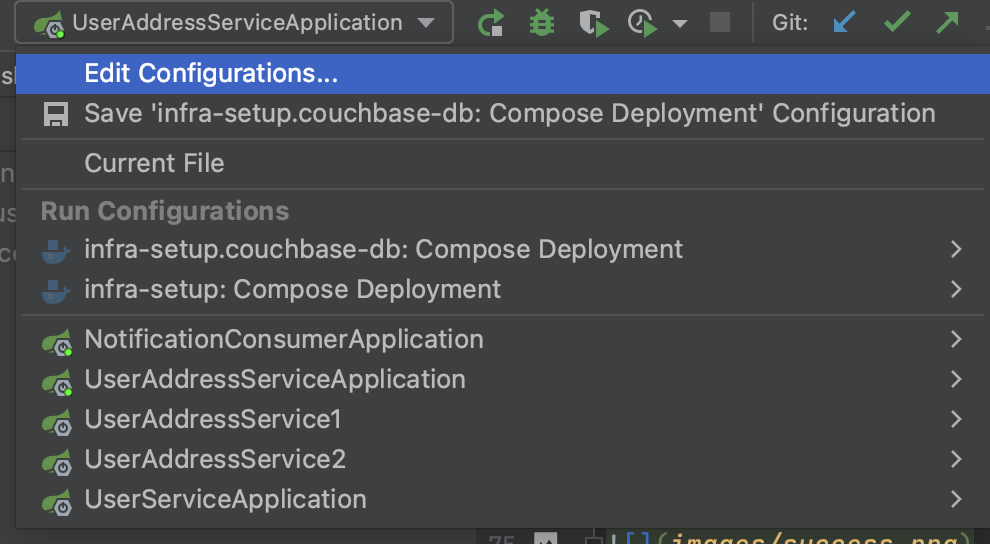 UserAddressServiceApplication Git:
Edit Configurations...
Save 'infra-setup.couchbase-db: Compose Deployment' Configuration
Current File
Run Configurations
infra-setup.couchbase-db: Compose Deployment
infra-setup: Compose Deployment
NotificationConsumerApplication
UserAddressServiceApplication
UserAddressService1
UserAddressService2
UserServiceApplication
75 ![](images/success.png)